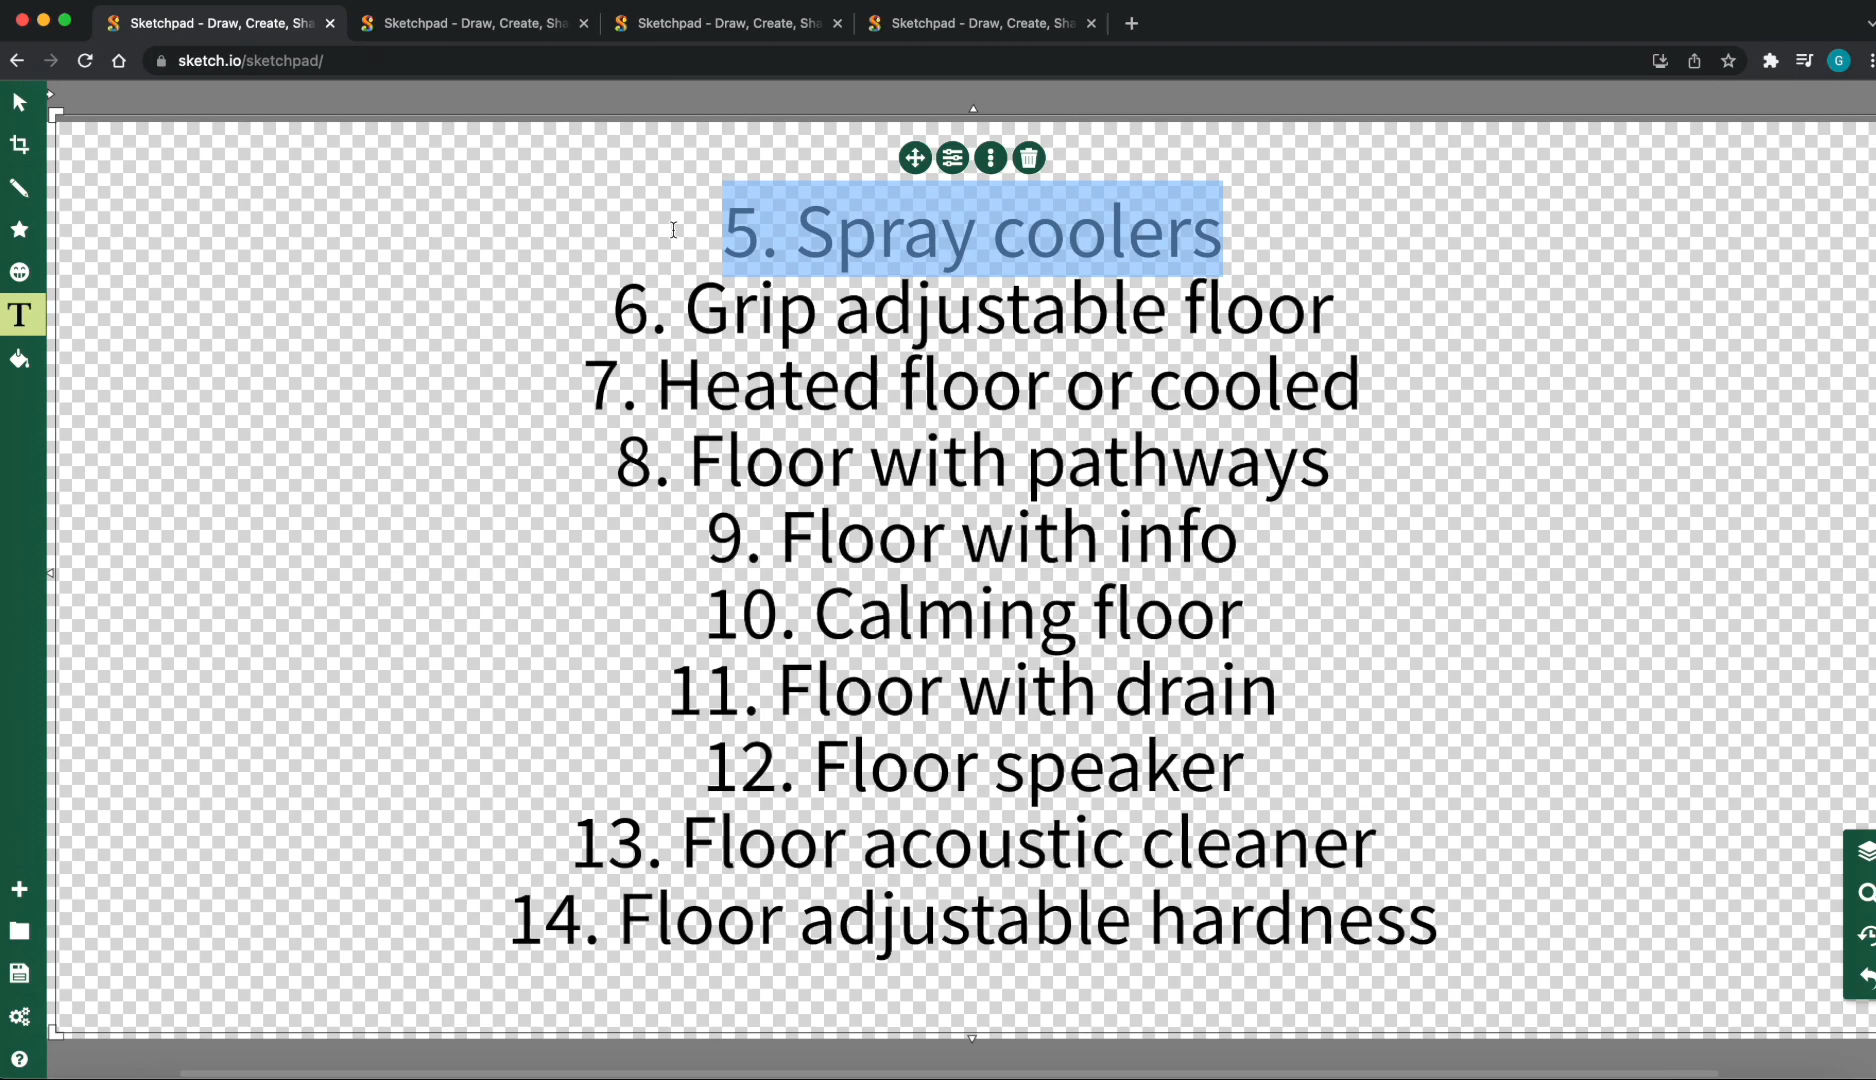 Sketchpad - Draw, Create, Sha
Sketchpad - Draw, Create, Sha
Sketchpad - Draw, Create, Sha
Sketchpad - Draw, Create, Sha
sketch.io/sketchpad/
G
5. Spray coolers
6. Grip adjustable floor
7. Heated floor or cooled
8. Floor with pathways
9. Floor with info
10. Calming floor
11. Floor with drain
12. Floor speaker
13. Floor acoustic cleaner
14. Floor adjustable hardness
T